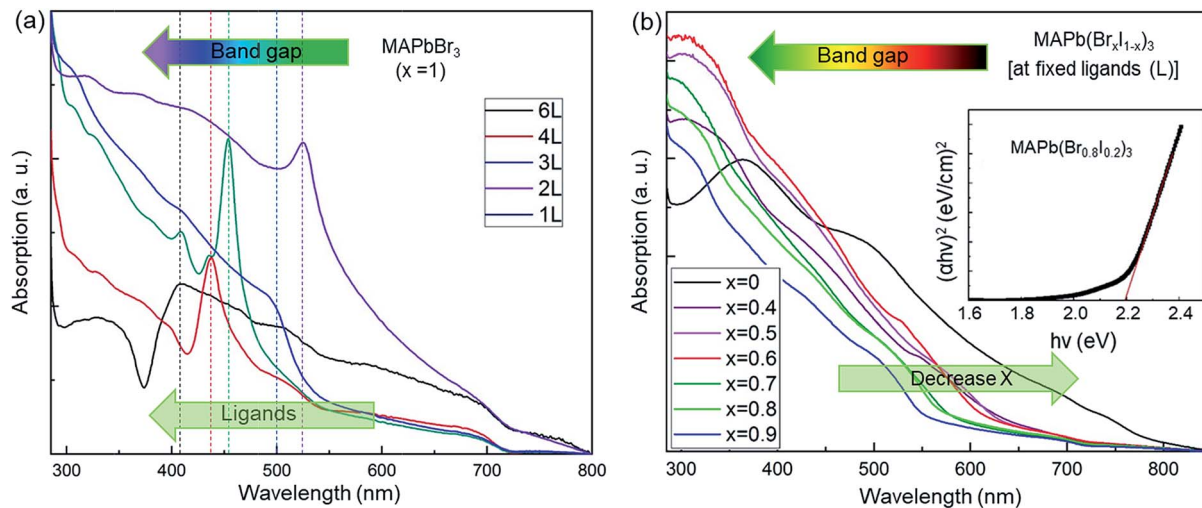 (a)
Band gap
MAPbBr₃
(x =1)
6L
4L
3L
2L
1L
Ligands
Absorption (a. u.)
300 400 500 600 700 800
Wavelength (nm)
(b)
Band gap
MAPb(BrₓI₁₋ₓ)₃
[at fixed ligands (L)]
MAPb(Br₀.₈I₀.₂)₃
(αhν)² (eV/cm)²
1.6 1.8 2.0 2.2 2.4
hν (eV)
x=0
x=0.4
x=0.5
x=0.6
x=0.7
x=0.8
x=0.9
Decrease X
Absorption (a. u.)
300 400 500 600 700 800
Wavelength (nm)